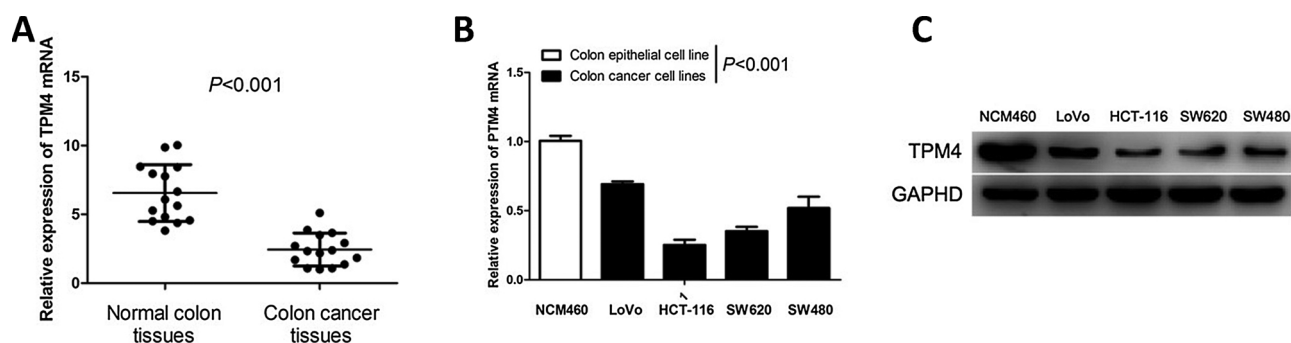 A
Relative expression of TPM4 mRNA
15
10
5
0
P<0.001
Normal colon
tissues
Colon cancer
tissues
B
Relative expression of PTM4 mRNA
1.5
1.0
0.5
0.0
Colon epithelial cell line
Colon cancer cell lines
P<0.001
NCM460 LoVo HCT-116 SW620 SW480
C
NCM460 LoVo HCT-116 SW620 SW480
TPM4
GAPHD